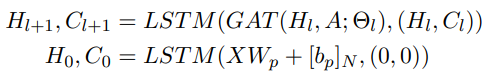 H_{l+1}, C_{l+1} = LSTM(GAT(H_l, A; Θ_l), (H_l, C_l))
H_0, C_0 = LSTM(XW_p + [b_p]_N, (0, 0))